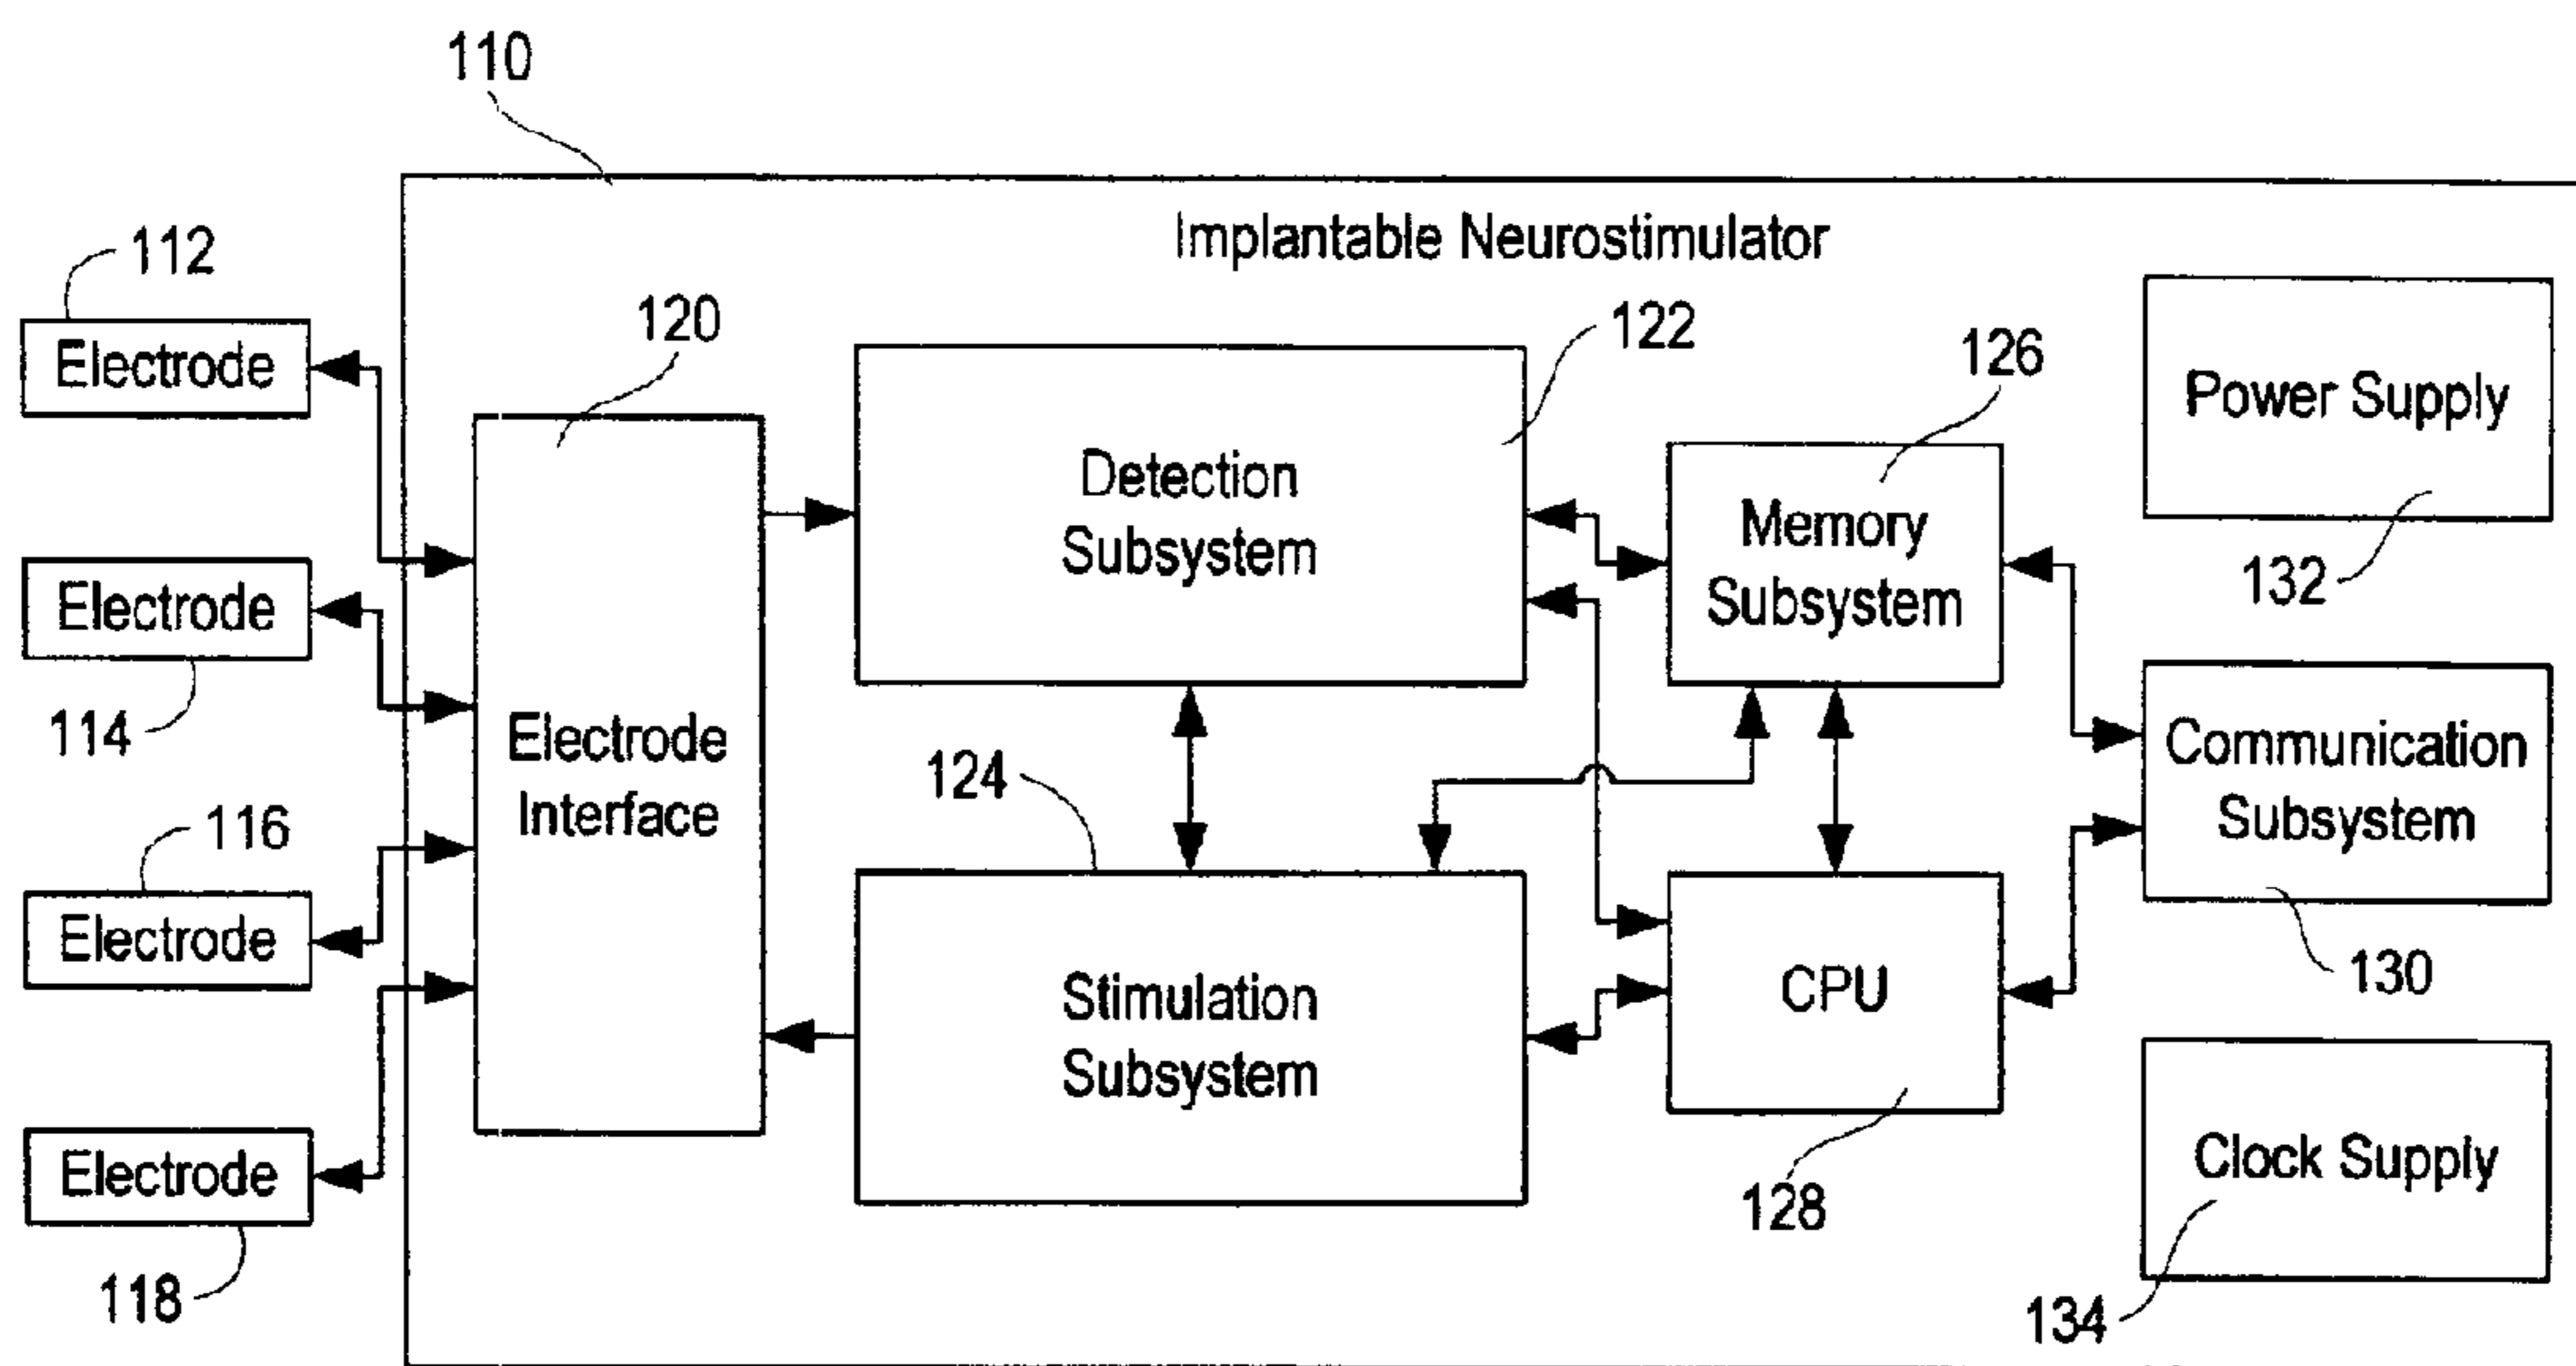 110
Implantable Neurostimulator
112
Electrode
Electrode
114
116
Electrode
Electrode
118
120
Electrode
Interface
122
Detection
Subsystem
124
Stimulation
Subsystem
126
Memory
Subsystem
CPU
128
Power Supply
132
Communication
Subsystem
130
Clock Supply
134